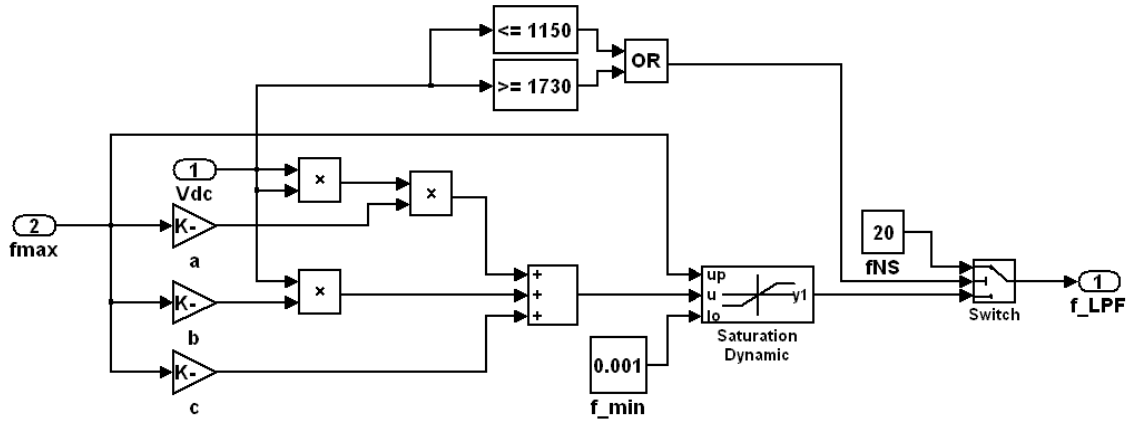 <= 1150
OR
>= 1730
1
Vdc
×
×
2
fmax
K-
a
20
fNS
+
+
+
up
u
lo
y1
Saturation
Dynamic
Switch
1
f_LPF
×
K-
b
0.001
f_min
K-
c